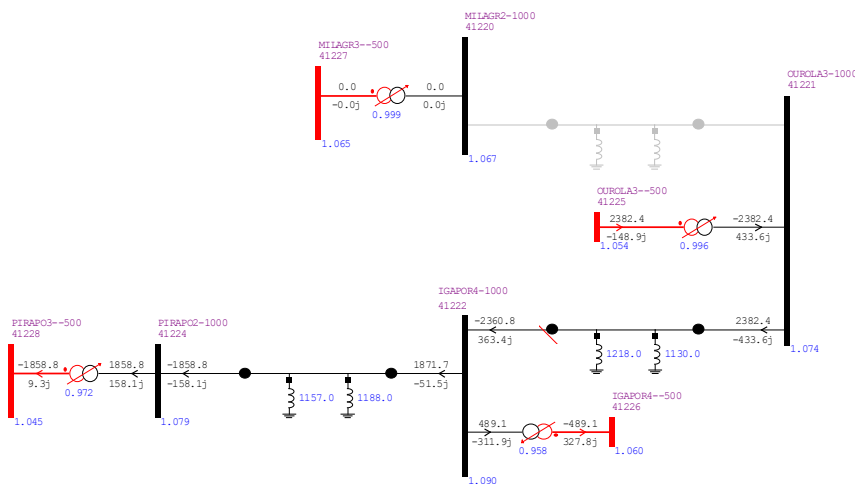 MILAGR2-1000
41220
MILAGR3--500
41227
0.0
-0.0j
0.999
0.0
0.0j
1.065
1.067
OUROLA3-1000
41221
OUROLA3--500
41225
2382.4
-148.9j
1.054
0.996
-2382.4
433.6j
IGAPOR4-1000
41222
-2360.8
363.4j
1218.0
1130.0
2382.4
-433.6j
1.074
PIRAPO3--500
41228
PIRAPO2-1000
41224
-1858.8
9.3j
0.972
1858.8
158.1j
-1858.8
-158.1j
1157.0
1188.0
1871.7
-51.5j
1.045
1.079
IGAPOR4--500
41226
489.1
-311.9j
0.958
-489.1
327.8j
1.060
1.090